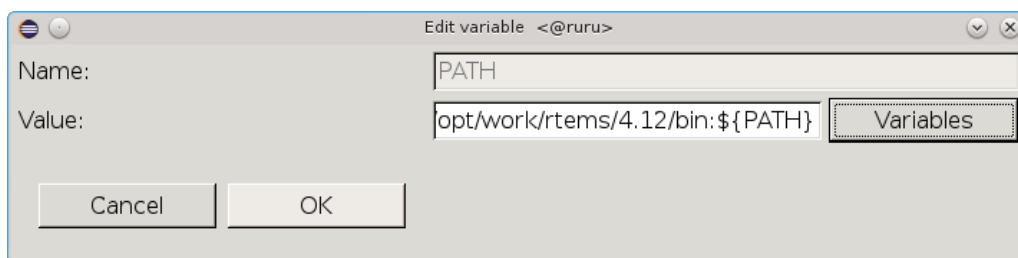 Edit variable <@ruru>
Name:
PATH
Value:
/opt/work/rtems/4.12/bin:${PATH}
Variables
Cancel
OK